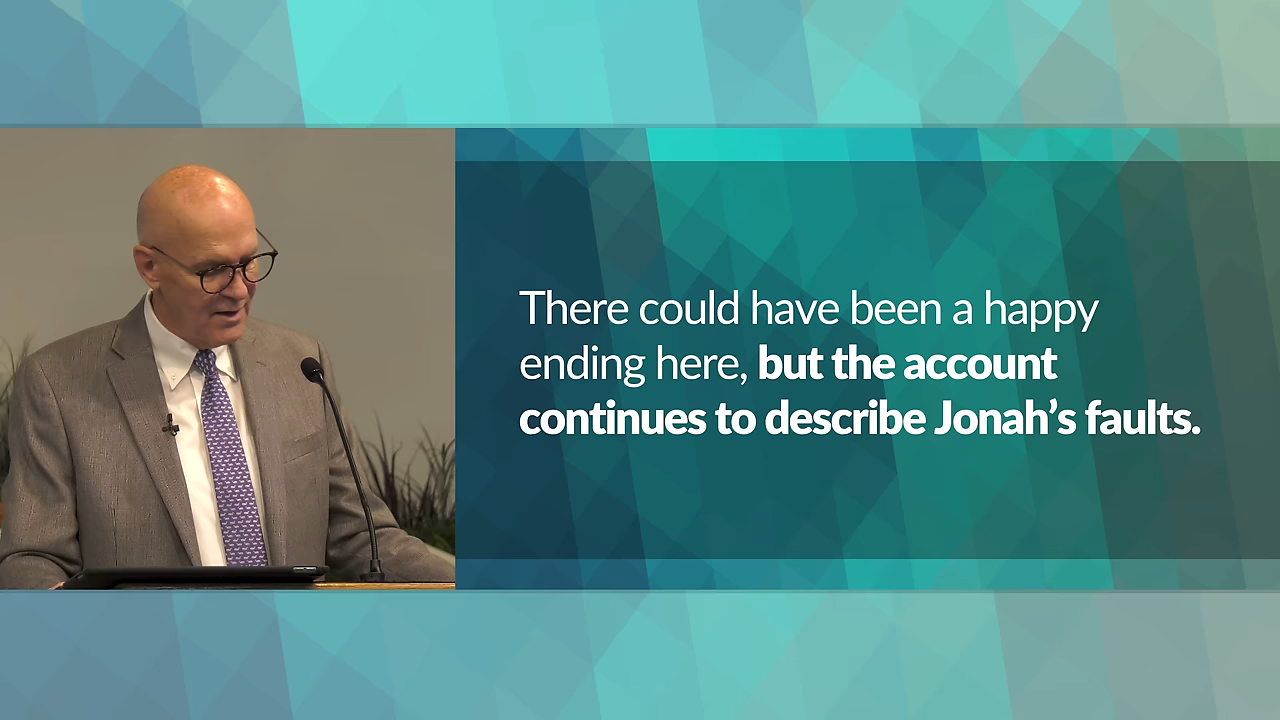 There could have been a happy
ending here, but the account
continues to describe Jonah’s faults.